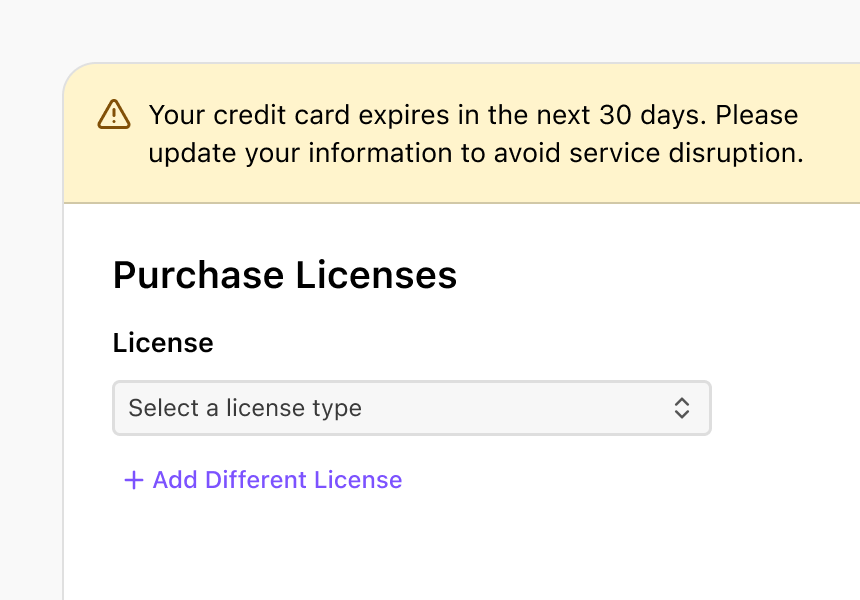 Your credit card expires in the next 30 days. Please
update your information to avoid service disruption.
Purchase Licenses
License
Select a license type
+ Add Different License